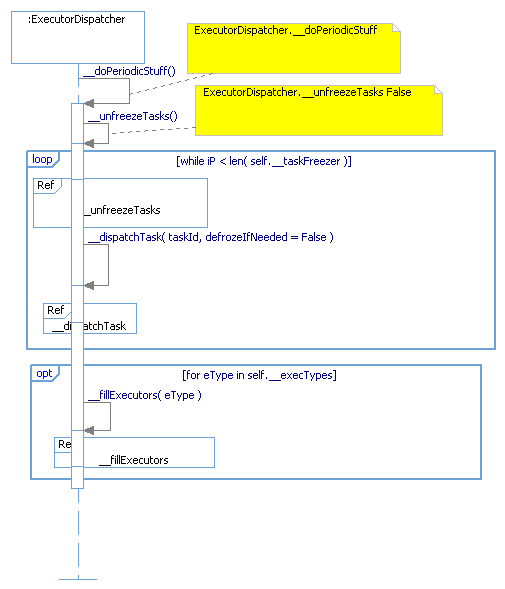 :ExecutorDispatcher
ExecutorDispatcher.__doPeriodicStuff
__doPeriodicStuff()
ExecutorDispatcher.__unfreezeTasks False
__unfreezeTasks()
loop
[while iP < len( self.__taskFreezer )]
Ref
__unfreezeTasks
__dispatchTask( taskId, defrozeIfNeeded = False )
Ref
__dispatchTask
opt
[for eType in self.__execTypes]
__fillExecutors( eType )
Ref
__fillExecutors